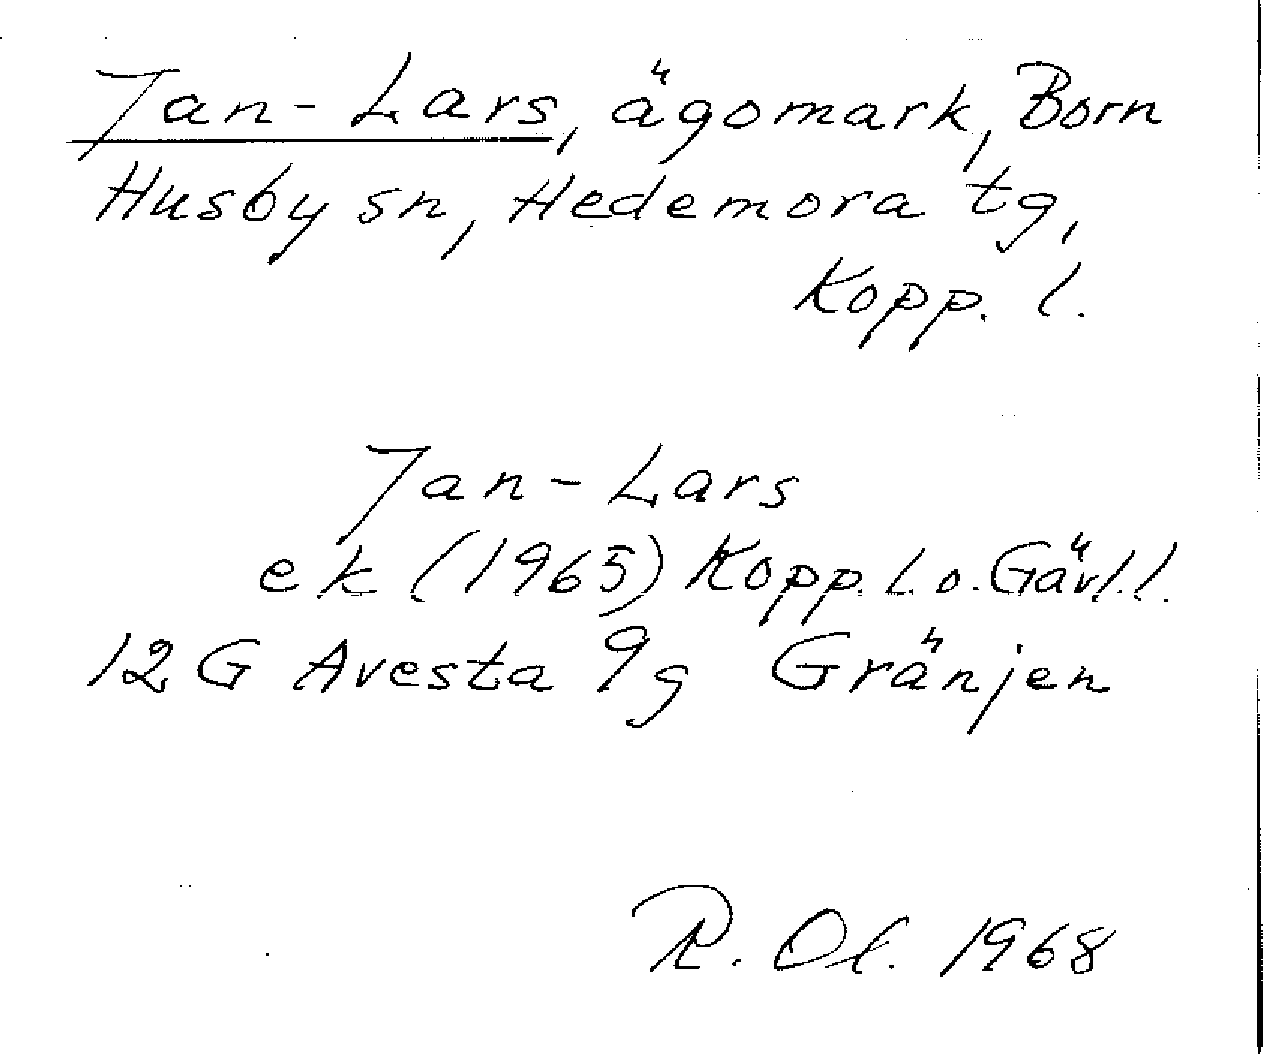 Jan-Lars, ägomark, Born
Husby sn, Hedemora tg,
Kopp. l.
Jan-Lars
ek (1965) Kopp. l. o. Gävl. l.
12 G Avesta 9g Gränjen
R. Ol. 1968